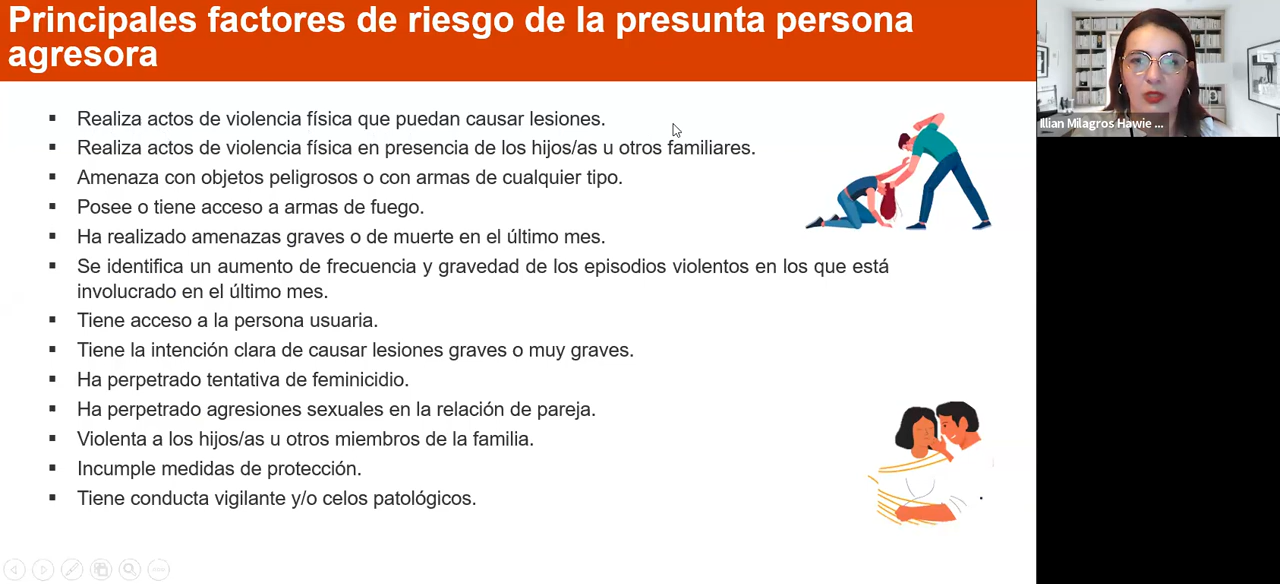 Principales factores de riesgo de la presunta persona
agresora
▪ Realiza actos de violencia física que puedan causar lesiones.
▪ Realiza actos de violencia física en presencia de los hijos/as u otros familiares.
▪ Amenaza con objetos peligrosos o con armas de cualquier tipo.
▪ Posee o tiene acceso a armas de fuego.
▪ Ha realizado amenazas graves o de muerte en el último mes.
▪ Se identifica un aumento de frecuencia y gravedad de los episodios violentos en los que está
involucrado en el último mes.
▪ Tiene acceso a la persona usuaria.
▪ Tiene la intención clara de causar lesiones graves o muy graves.
▪ Ha perpetrado tentativa de feminicidio.
▪ Ha perpetrado agresiones sexuales en la relación de pareja.
▪ Violenta a los hijos/as u otros miembros de la familia.
▪ Incumple medidas de protección.
▪ Tiene conducta vigilante y/o celos patológicos.
Illian Milagros Hawie ...